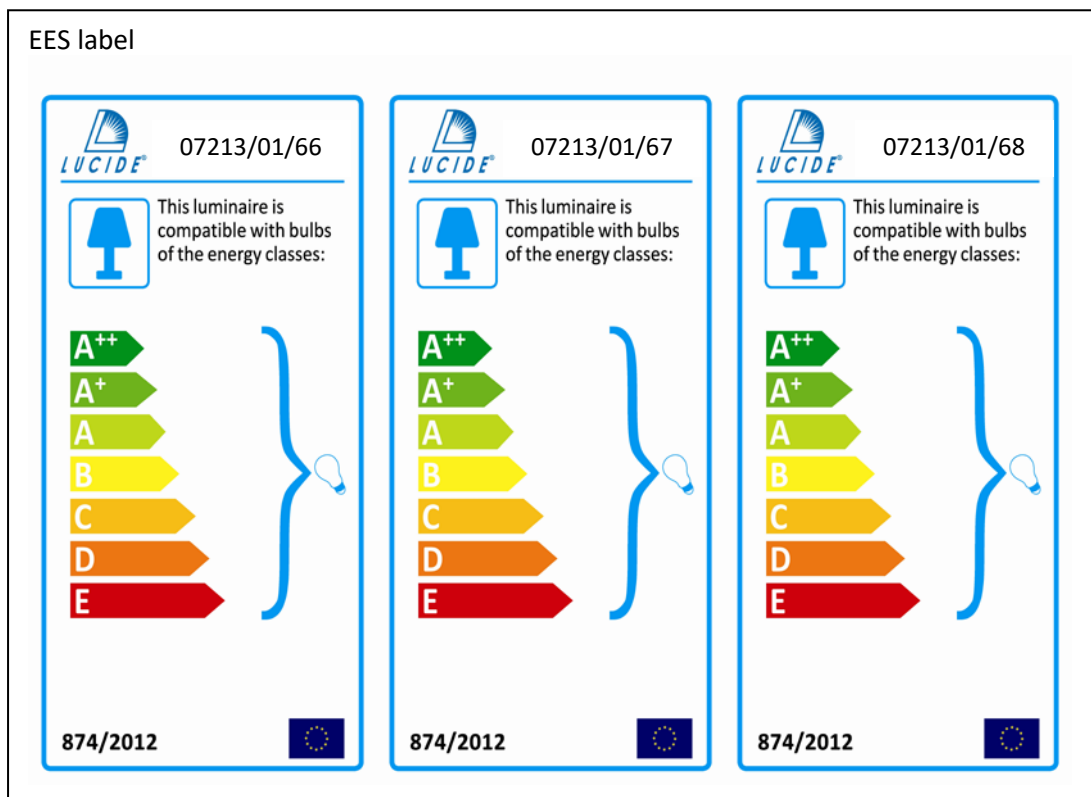 EES label
LUCIDE®
07213/01/66
This luminaire is
compatible with bulbs
of the energy classes:
A++
A+
A
B
C
D
E
874/2012
LUCIDE®
07213/01/67
This luminaire is
compatible with bulbs
of the energy classes:
A++
A+
A
B
C
D
E
874/2012
LUCIDE®
07213/01/68
This luminaire is
compatible with bulbs
of the energy classes:
A++
A+
A
B
C
D
E
874/2012